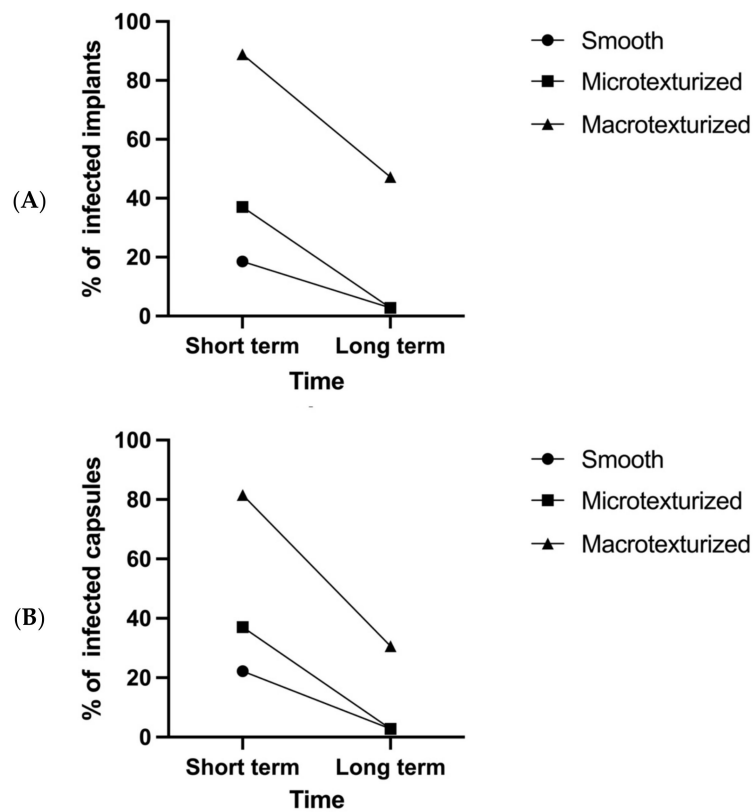 (A)
% of infected implants
100
80
60
40
20
0
Short term Long term
Time
Smooth
Microtexturized
Macrotexturized
(B)
% of infected capsules
100
80
60
40
20
0
Short term Long term
Time
Smooth
Microtexturized
Macrotexturized